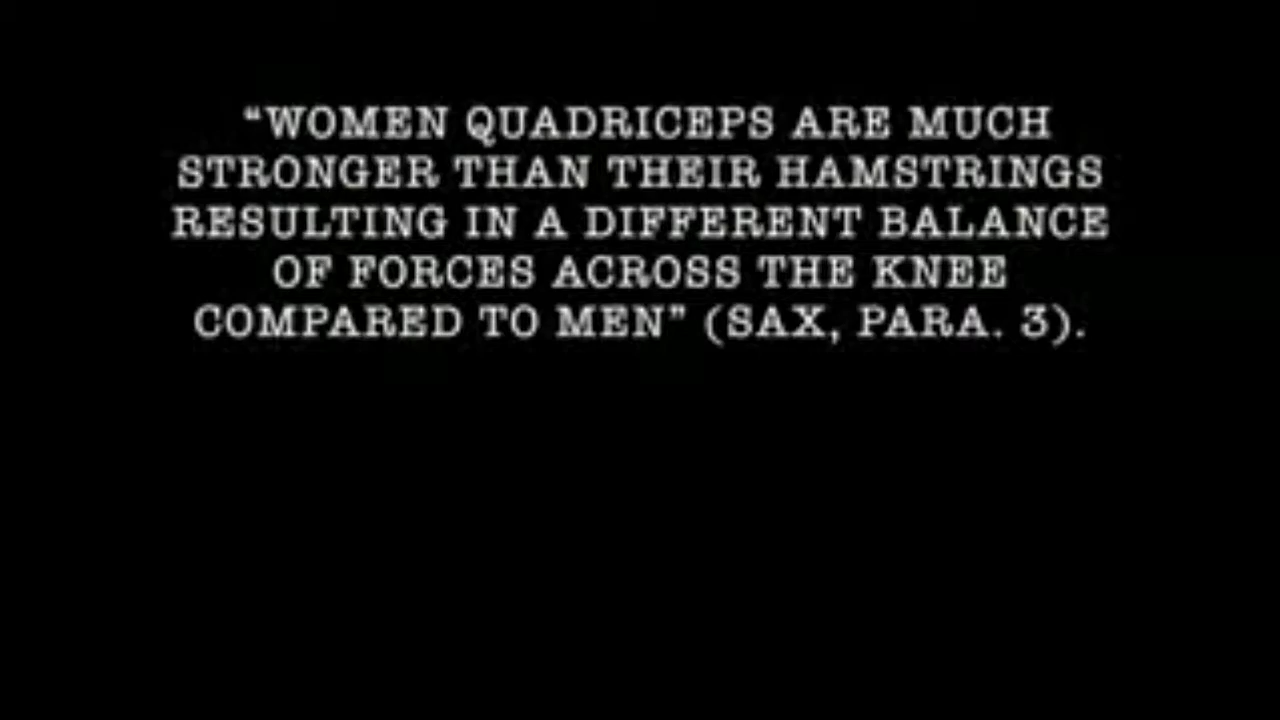 “WOMEN QUADRICEPS ARE MUCH
STRONGER THAN THEIR HAMSTRINGS
RESULTING IN A DIFFERENT BALANCE
OF FORCES ACROSS THE KNEE
COMPARED TO MEN” (SAX, PARA. 3).